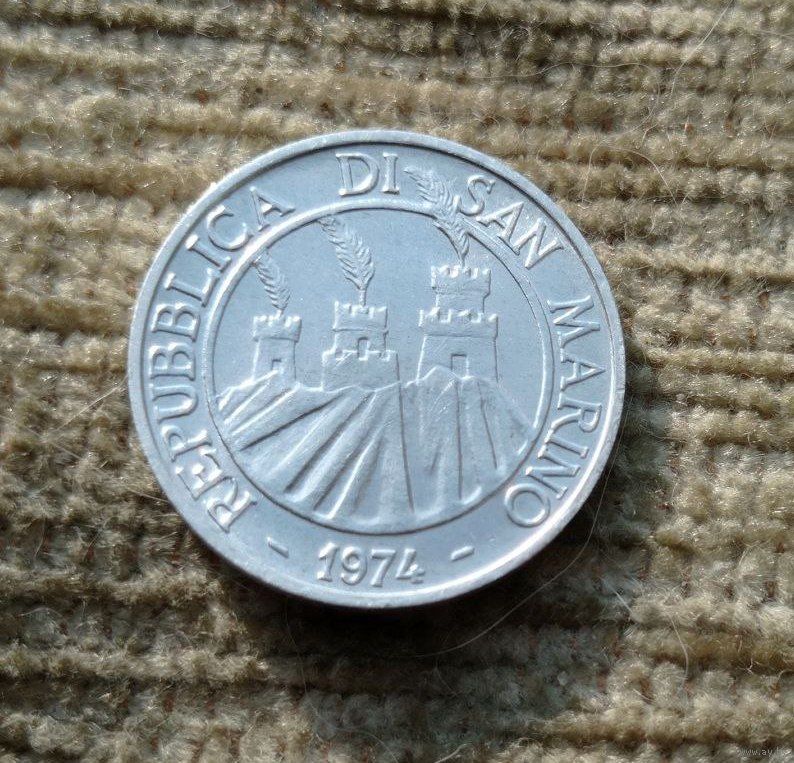 REPUBBLICA DI SAN MARINO
- 1974 -